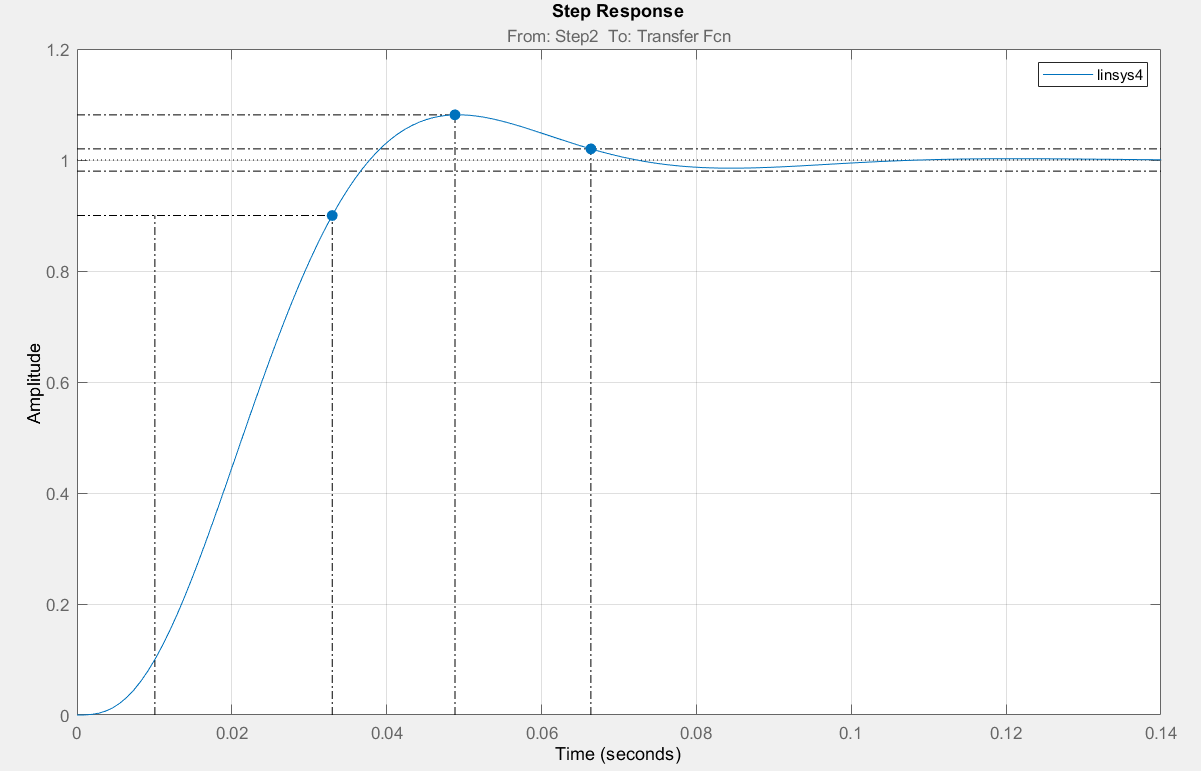 Step Response
From: Step2 To: Transfer Fcn
linsys4
Amplitude
1.2
1
0.8
0.6
0.4
0.2
0
0 0.02 0.04 0.06 0.08 0.1 0.12 0.14
Time (seconds)